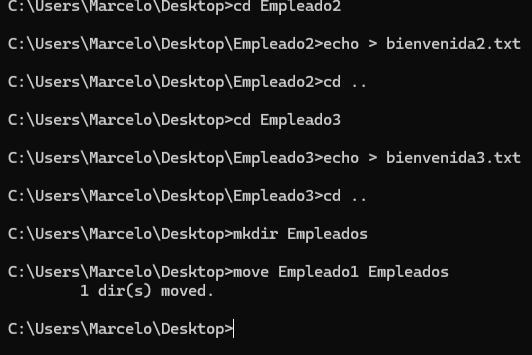 C:\Users\Marcelo\Desktop>cd Empleado2
C:\Users\Marcelo\Desktop\Empleado2>echo > bienvenida2.txt
C:\Users\Marcelo\Desktop\Empleado2>cd ..
C:\Users\Marcelo\Desktop>cd Empleado3
C:\Users\Marcelo\Desktop\Empleado3>echo > bienvenida3.txt
C:\Users\Marcelo\Desktop\Empleado3>cd ..
C:\Users\Marcelo\Desktop>mkdir Empleados
C:\Users\Marcelo\Desktop>move Empleado1 Empleados
        1 dir(s) moved.
C:\Users\Marcelo\Desktop>